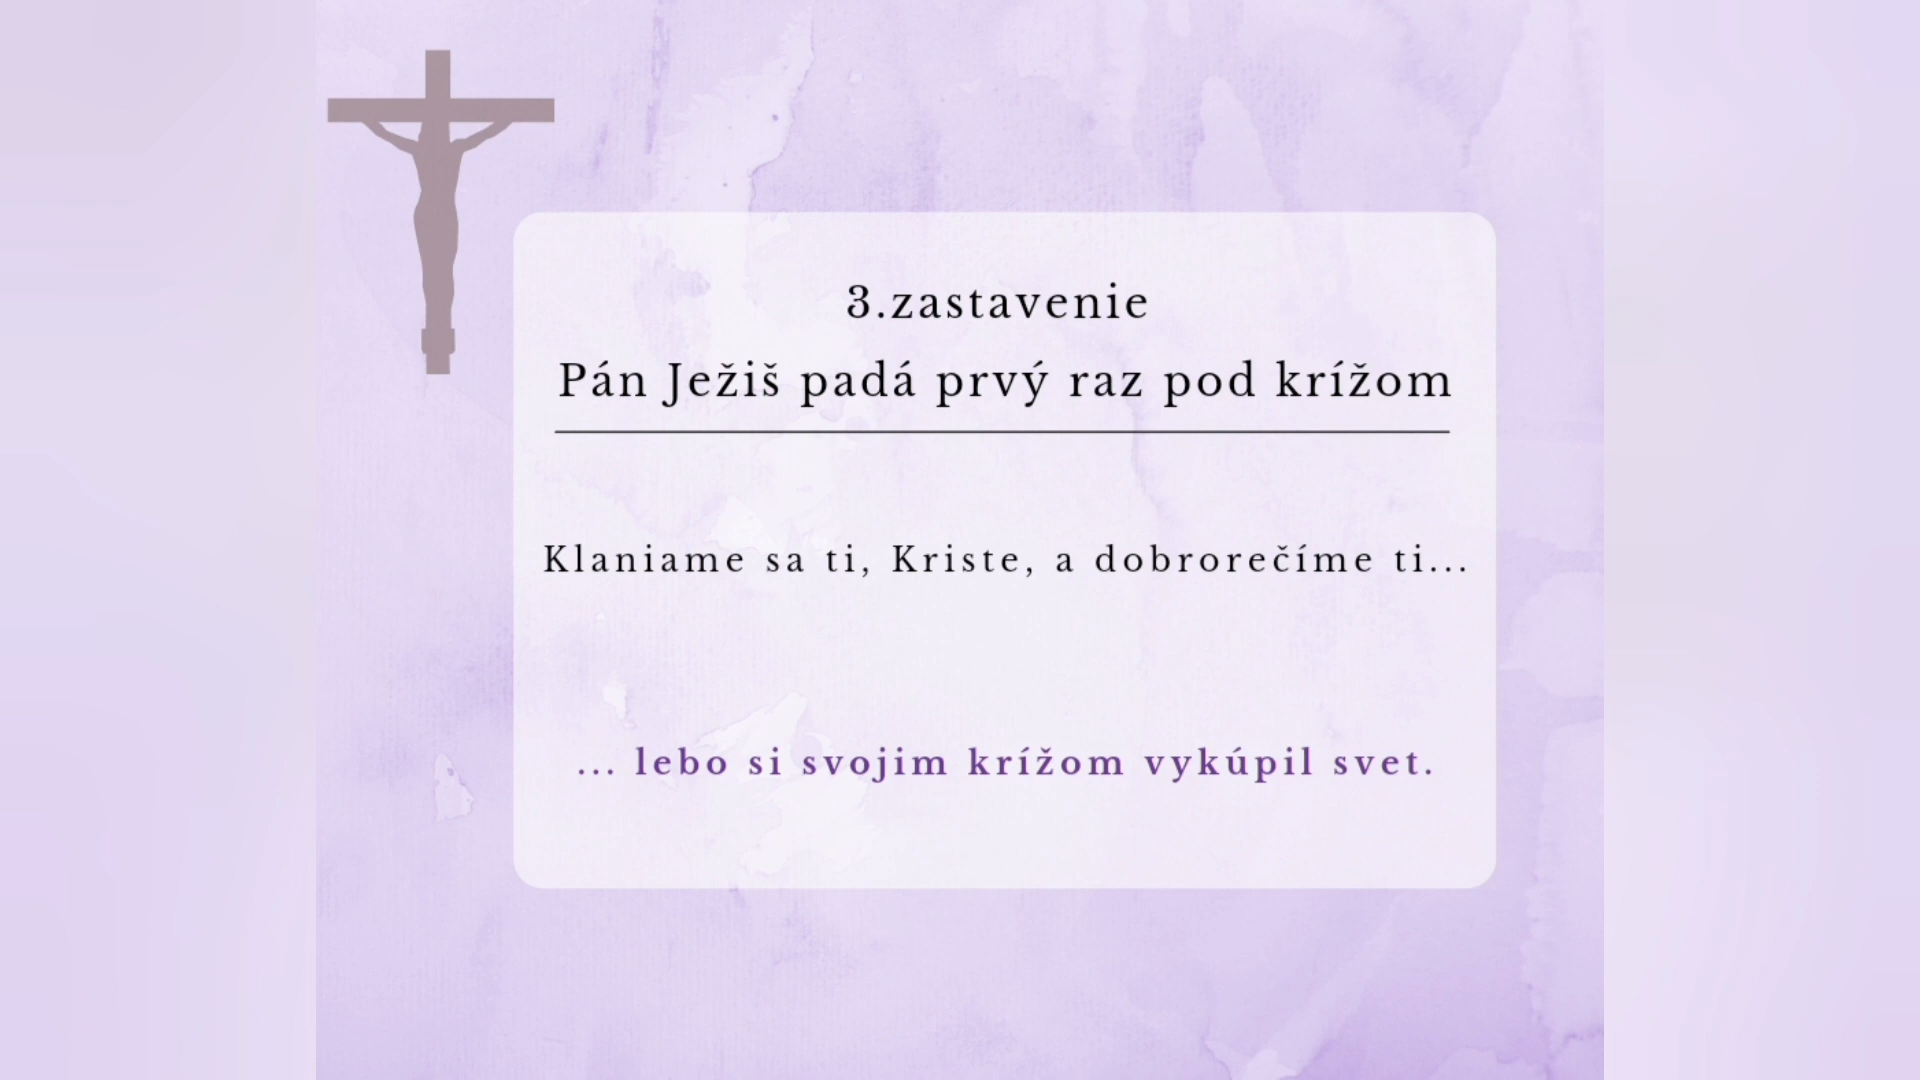 3.zastavenie
Pán Ježiš padá prvý raz pod krížom
Klaniame sa ti, Kriste, a dobrorečíme ti...
... lebo si svojim krížom vykúpil svet.